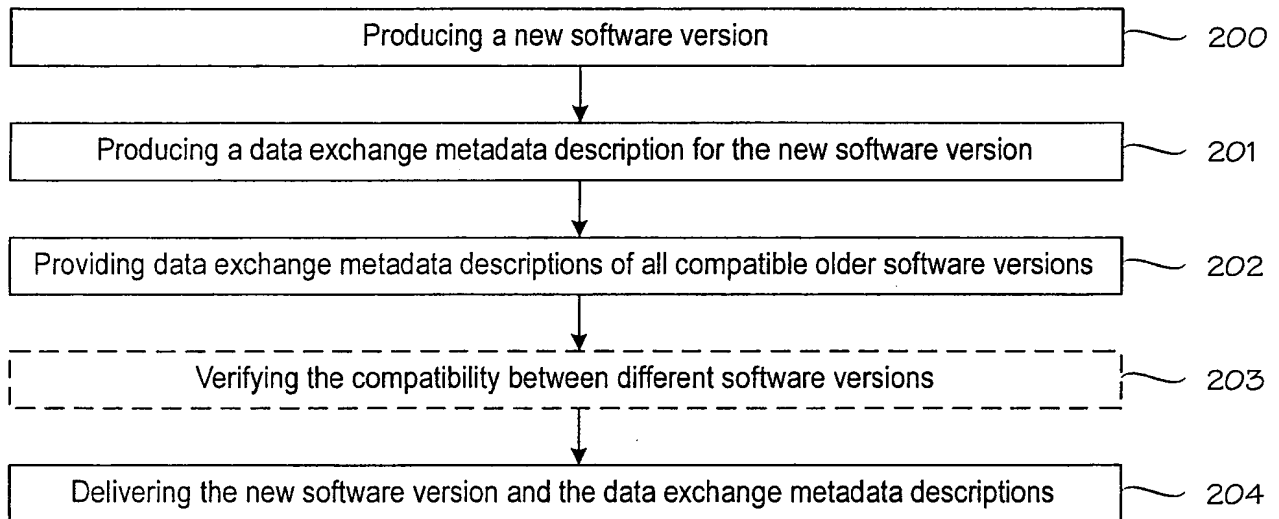 Producing a new software version 200
Producing a data exchange metadata description for the new software version 201
Providing data exchange metadata descriptions of all compatible older software versions 202
Verifying the compatibility between different software versions 203
Delivering the new software version and the data exchange metadata descriptions 204